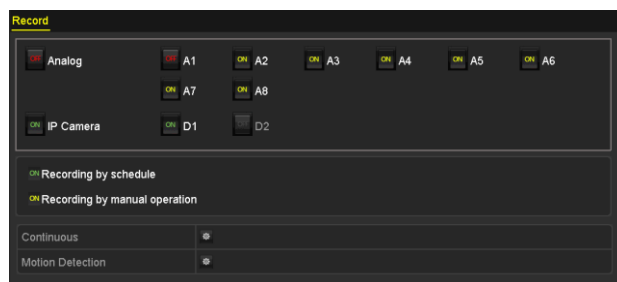 Record
OFF Analog OFF A1 ON A2 ON A3 ON A4 ON A5 ON A6
ON A7 ON A8
ON IP Camera ON D1 OFF D2
ON Recording by schedule
ON Recording by manual operation
Continuous
Motion Detection